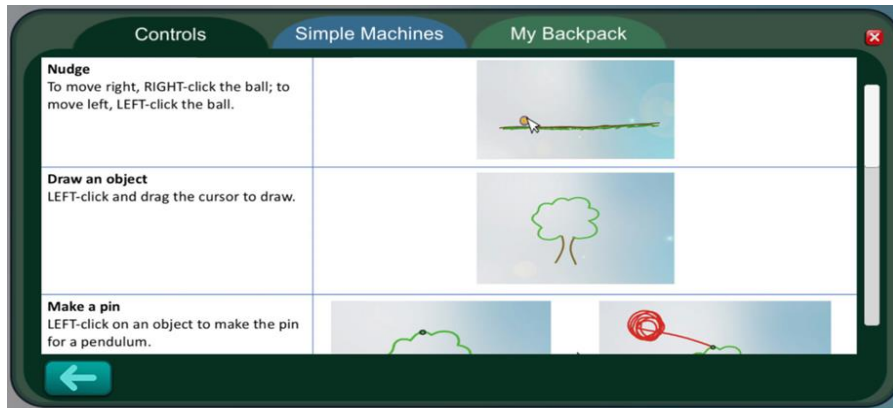 Controls
Simple Machines
My Backpack
Nudge
To move right, RIGHT-click the ball; to
move left, LEFT-click the ball.
Draw an object
LEFT-click and drag the cursor to draw.
Make a pin
LEFT-click on an object to make the pin
for a pendulum.